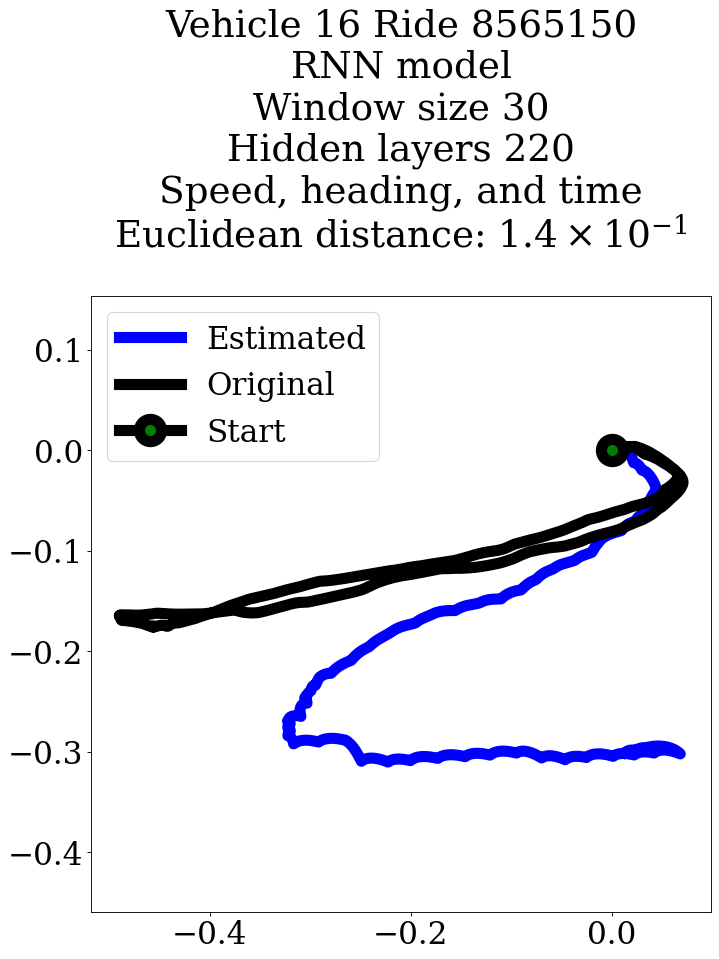 Vehicle 16 Ride 8565150
RNN model
Window size 30
Hidden layers 220
Speed, heading, and time
Euclidean distance: 1.4 × 10⁻¹
Estimated
Original
Start
0.1
0.0
−0.1
−0.2
−0.3
−0.4
−0.4 −0.2 0.0